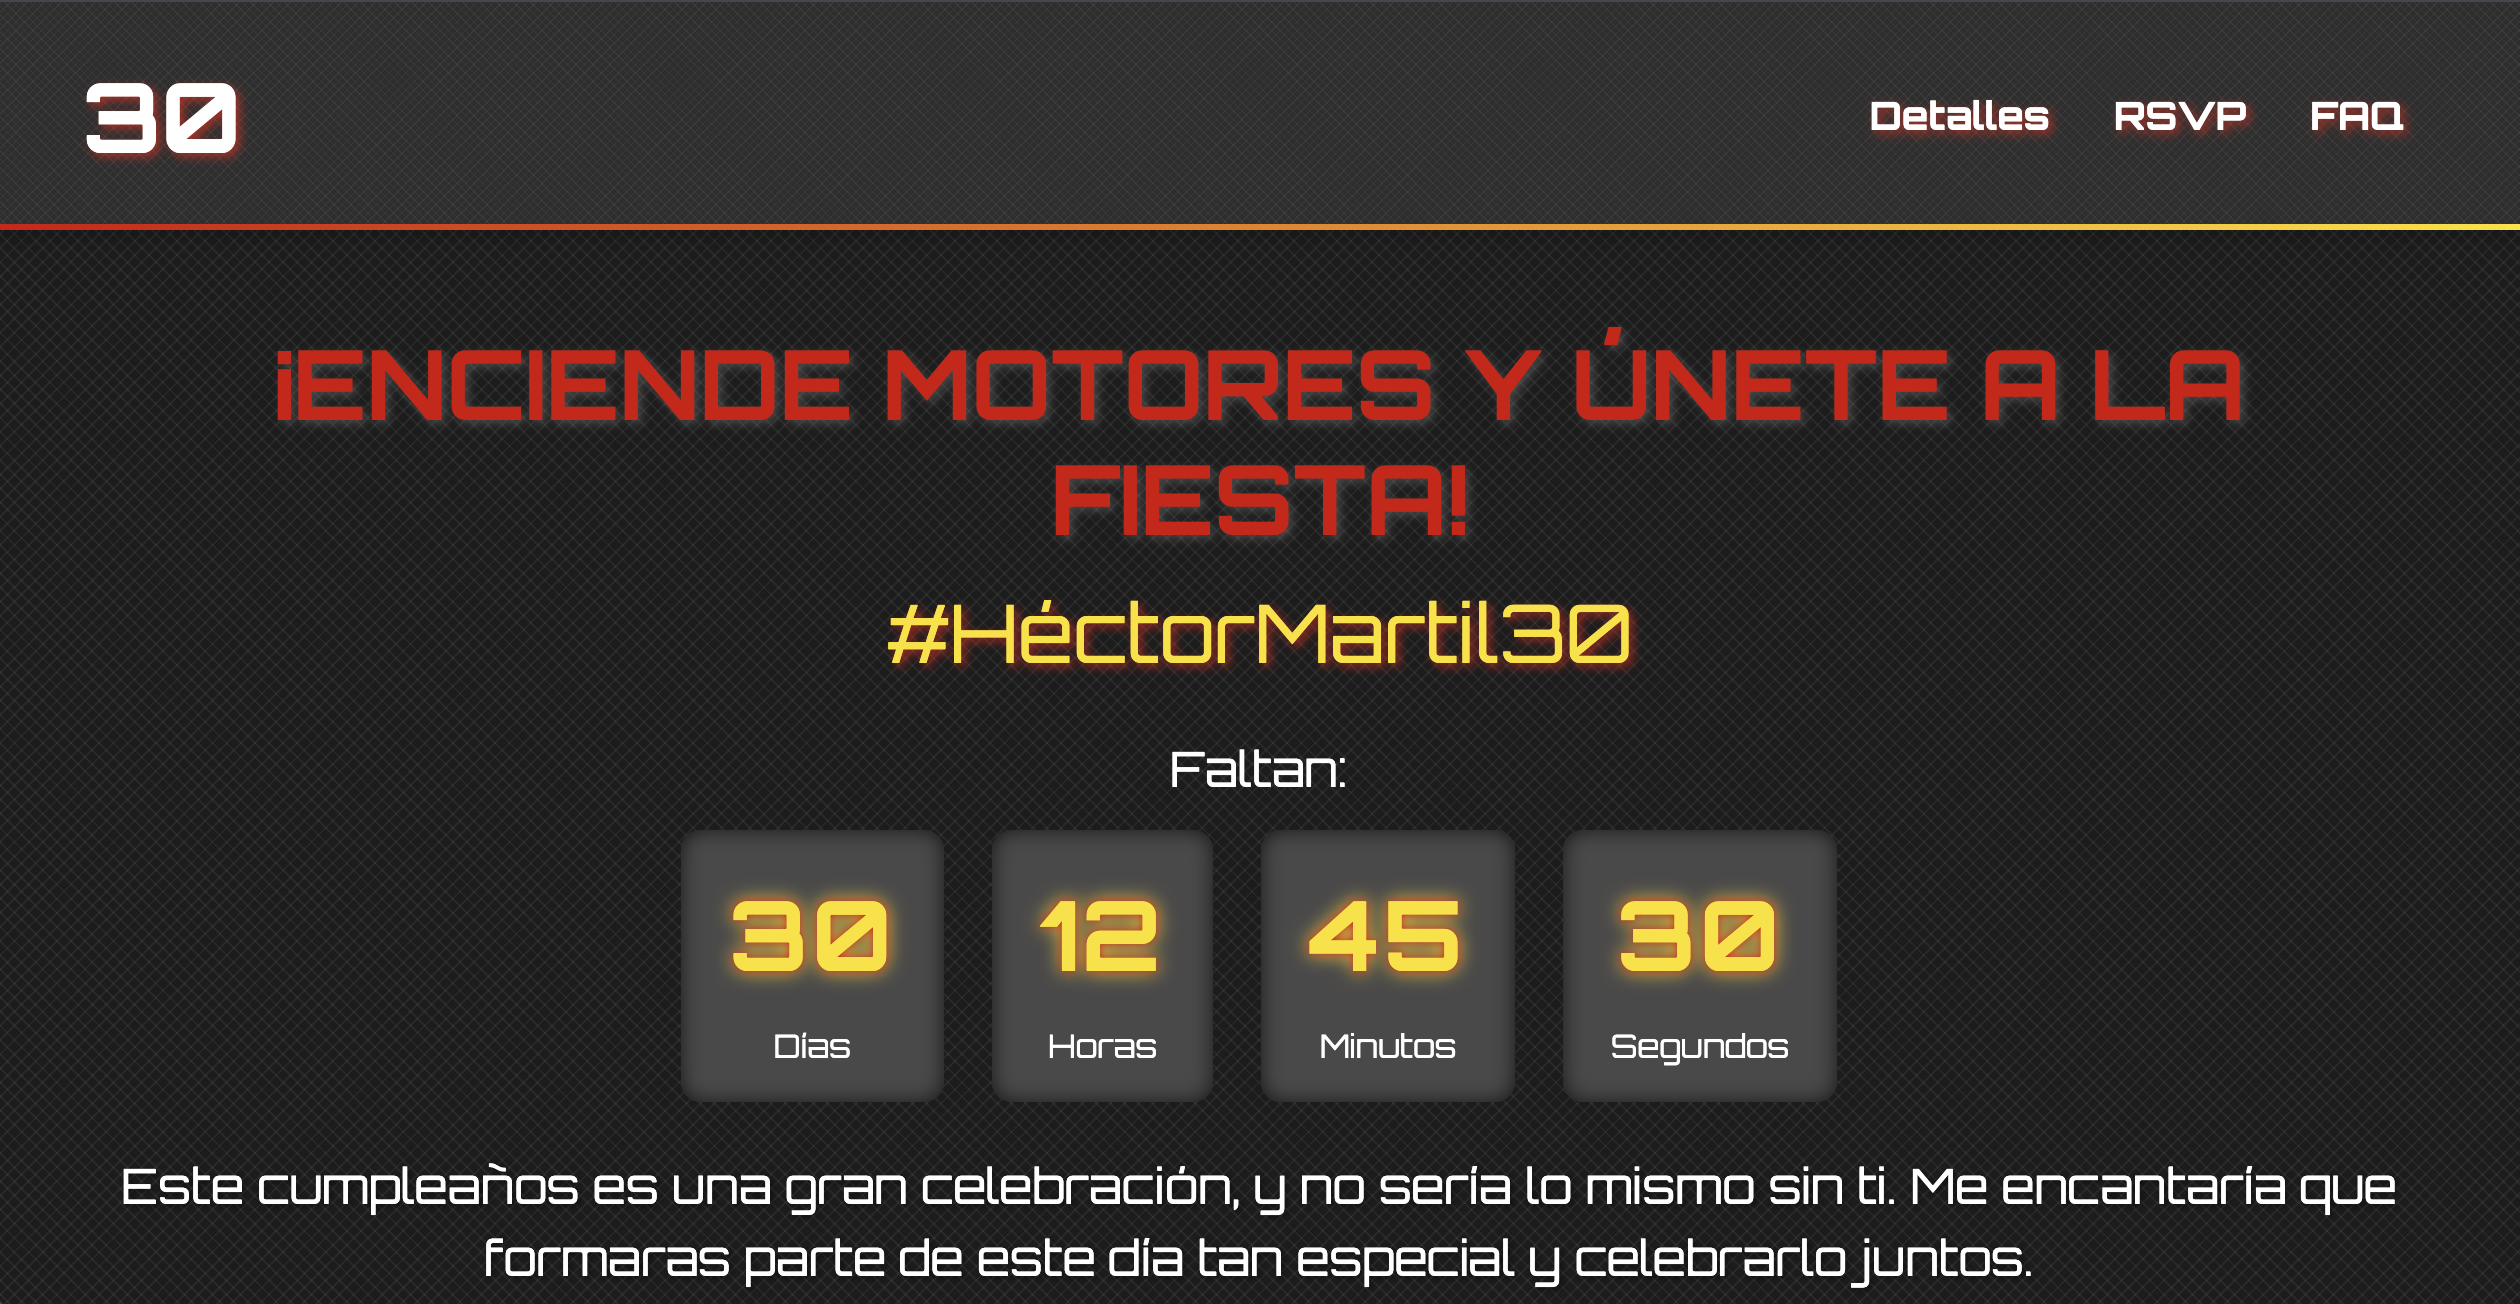 30
Detalles RSVP FAQ
¡ENCIENDE MOTORES Y ÚNETE A LA
FIESTA!
#HéctorMartil30
Faltan:
30 12 45 30
Días Horas Minutos Segundos
Este cumpleaños es una gran celebración, y no sería lo mismo sin ti. Me encantaría que
formaras parte de este día tan especial y celebrarlo juntos.